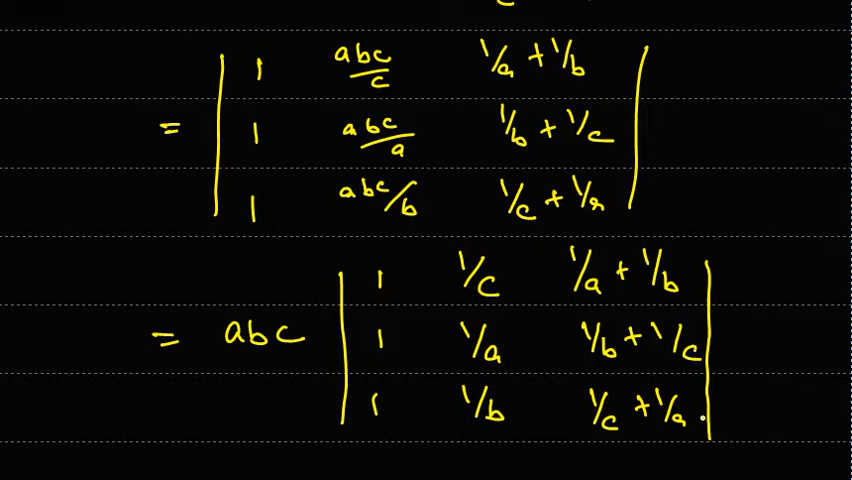 1 abc/c 1/a + 1/b
= 1 abc/a 1/b + 1/c
1 abc/b 1/c + 1/a
1 1/c 1/a + 1/b
= abc 1 1/a 1/b + 1/c
1 1/b 1/c + 1/a